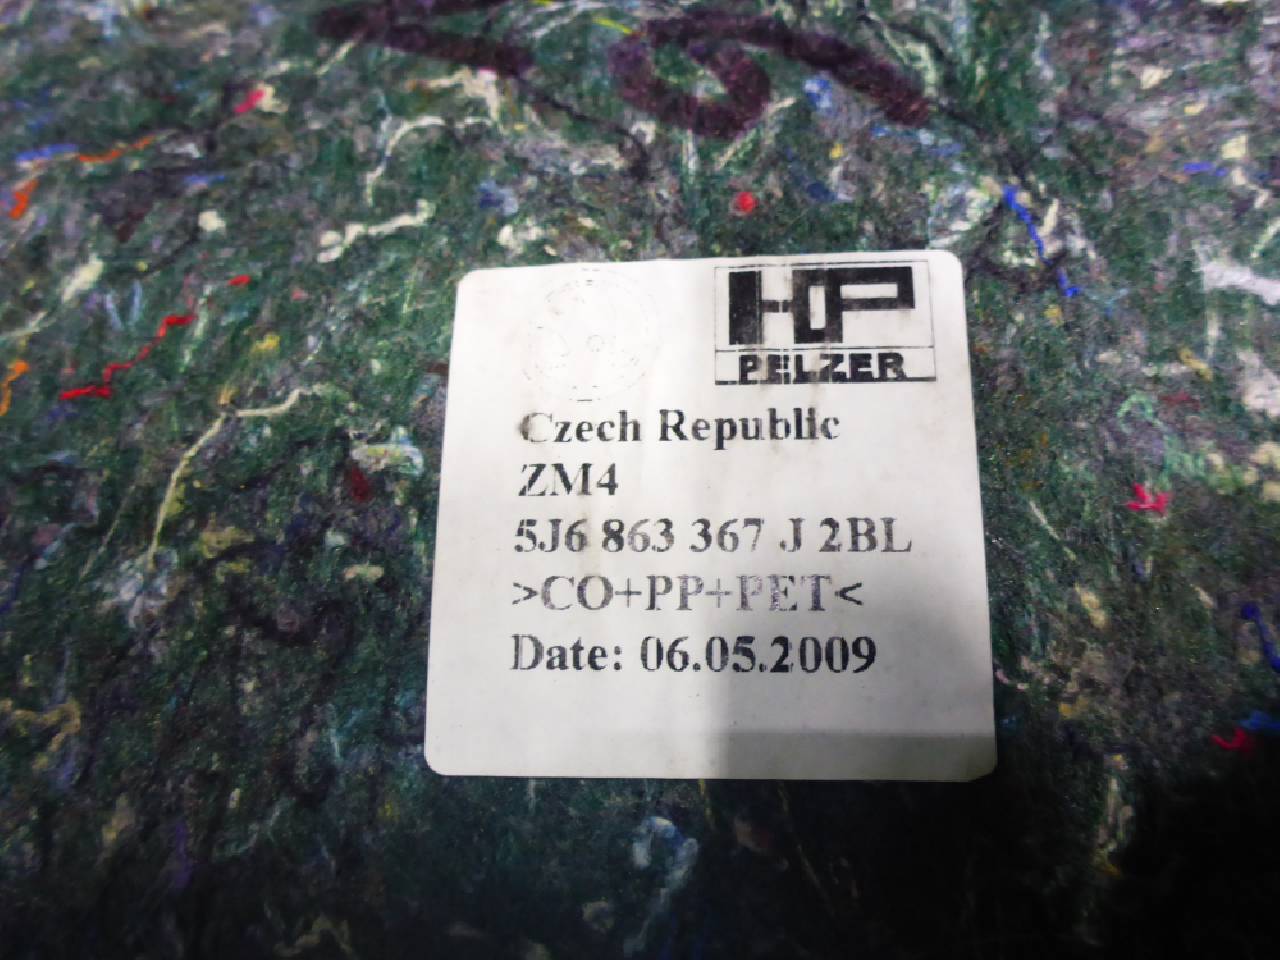 HP
PELZER
Czech Republic
ZM4
5J6 863 367 J 2BL
>CO+PP+PET<
Date: 06.05.2009